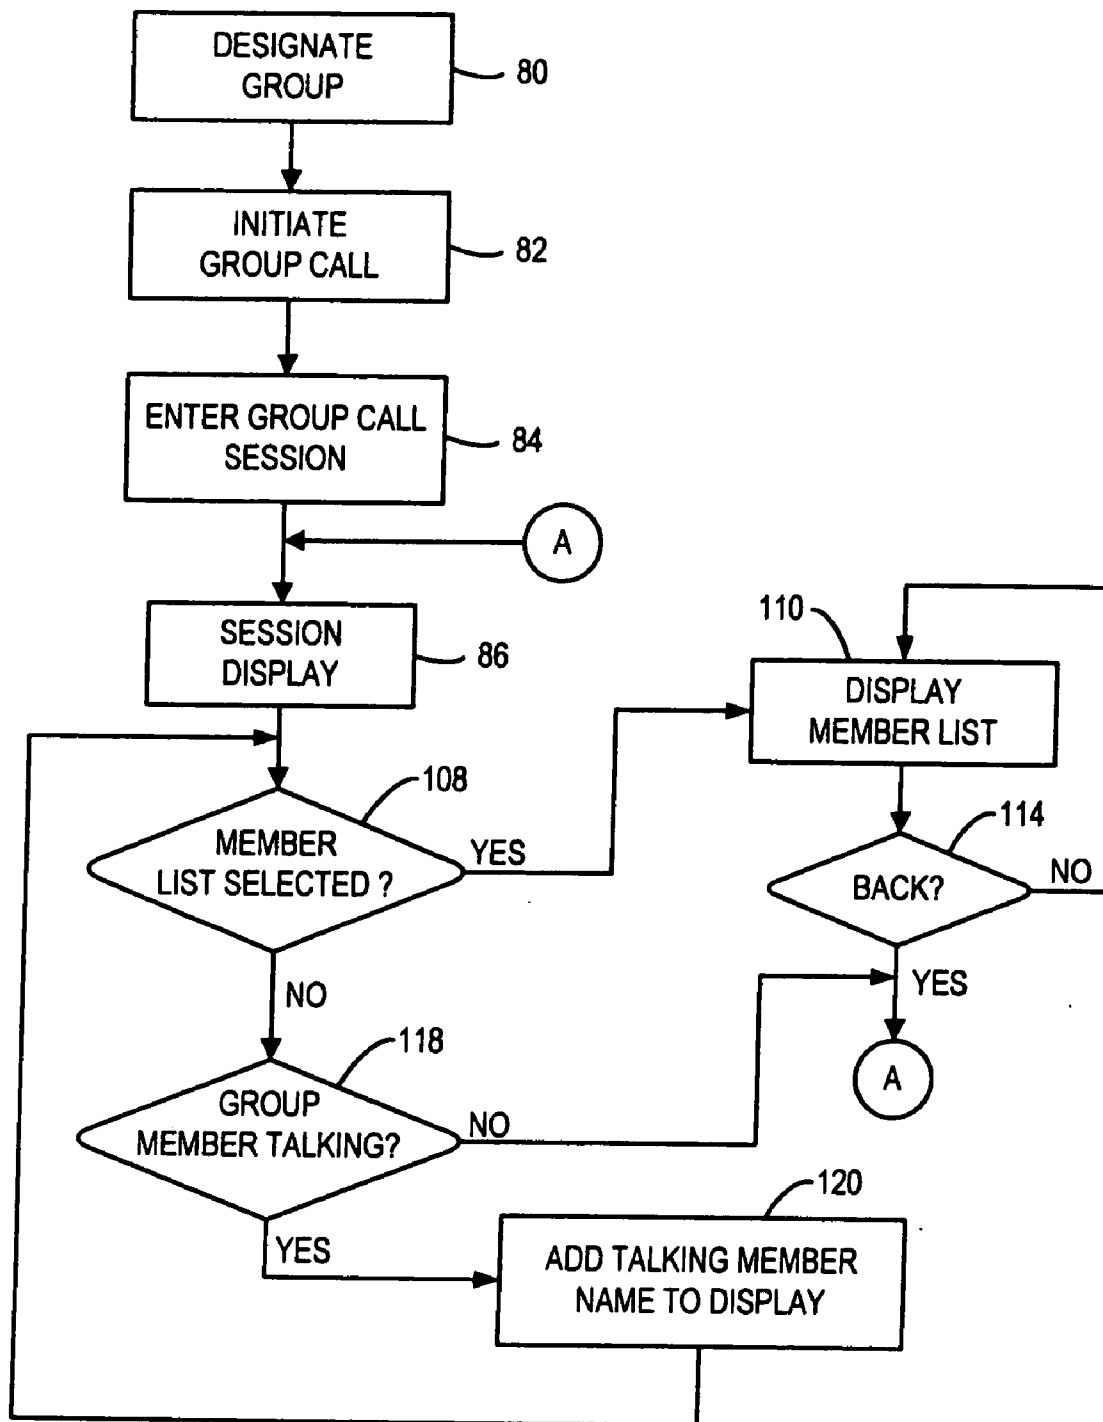 DESIGNATE
GROUP
80
INITIATE
GROUP CALL
82
ENTER GROUP CALL
SESSION
84
A
SESSION
DISPLAY
86
110
DISPLAY
MEMBER LIST
108
MEMBER
LIST SELECTED ?
YES
114
BACK?
NO
NO
YES
A
118
GROUP
MEMBER TALKING?
NO
YES
120
ADD TALKING MEMBER
NAME TO DISPLAY